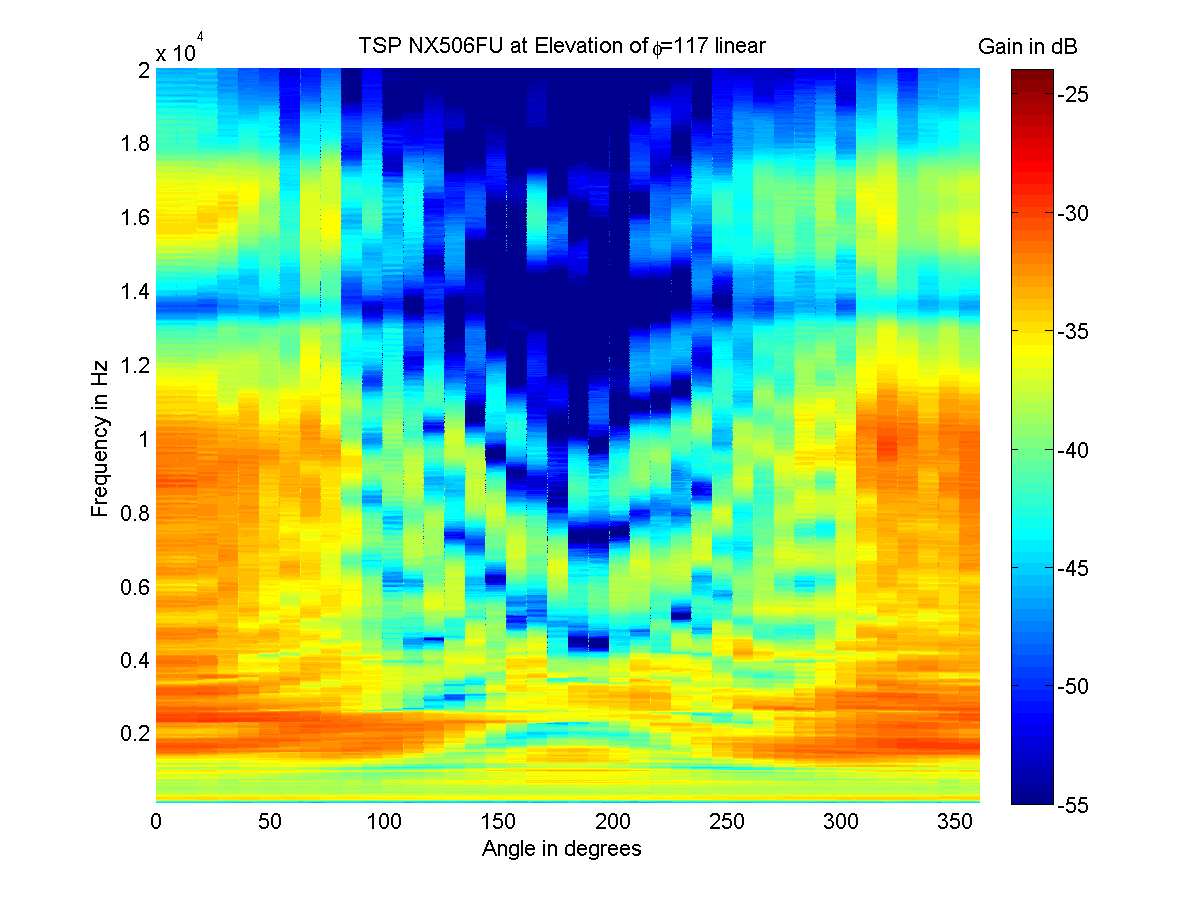 TSP NX506FU at Elevation of ϕ=117 linear
Gain in dB
x 10^4
2
1.8
1.6
1.4
1.2
1
0.8
0.6
0.4
0.2
Frequency in Hz
0 50 100 150 200 250 300 350
Angle in degrees
-25
-30
-35
-40
-45
-50
-55